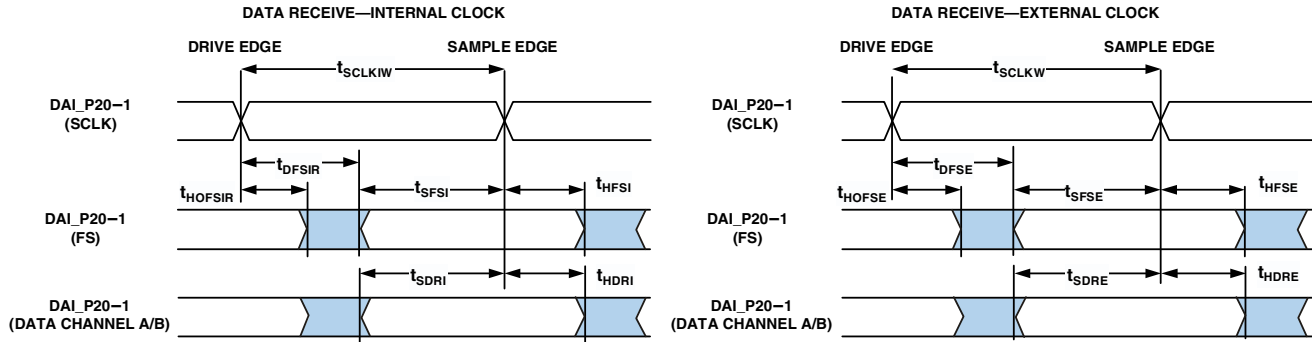 DATA RECEIVE—INTERNAL CLOCK
DRIVE EDGE
SAMPLE EDGE
tSCLKIW
DAI_P20–1
(SCLK)
tDFSIR
tHOFSIR
tSFSI
tHFSI
DAI_P20–1
(FS)
tSDRI
tHDRI
DAI_P20–1
(DATA CHANNEL A/B)
DATA RECEIVE—EXTERNAL CLOCK
DRIVE EDGE
SAMPLE EDGE
tSCLKW
DAI_P20–1
(SCLK)
tDFSE
tHOFSE
tSFSE
tHFSE
DAI_P20–1
(FS)
tSDRE
tHDRE
DAI_P20–1
(DATA CHANNEL A/B)